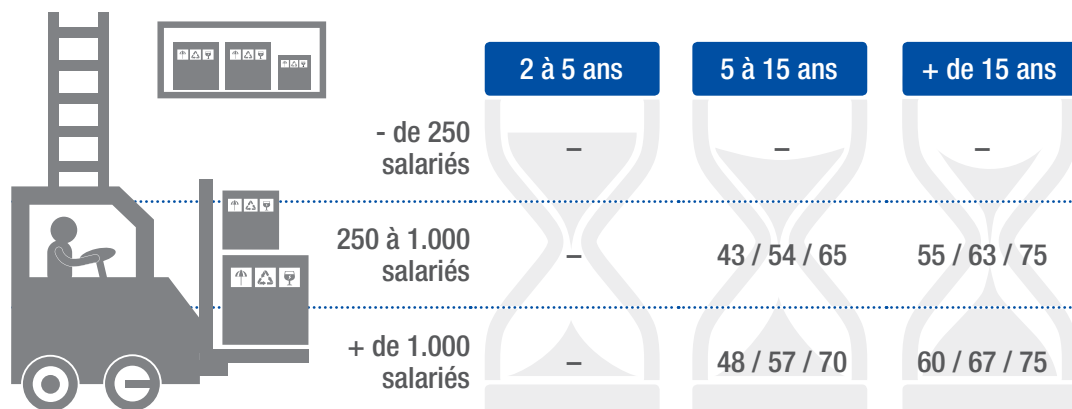 2 à 5 ans 5 à 15 ans + de 15 ans
- de 250
salariés
– – –
250 à 1.000
salariés
– 43 / 54 / 65 55 / 63 / 75
+ de 1.000
salariés
– 48 / 57 / 70 60 / 67 / 75